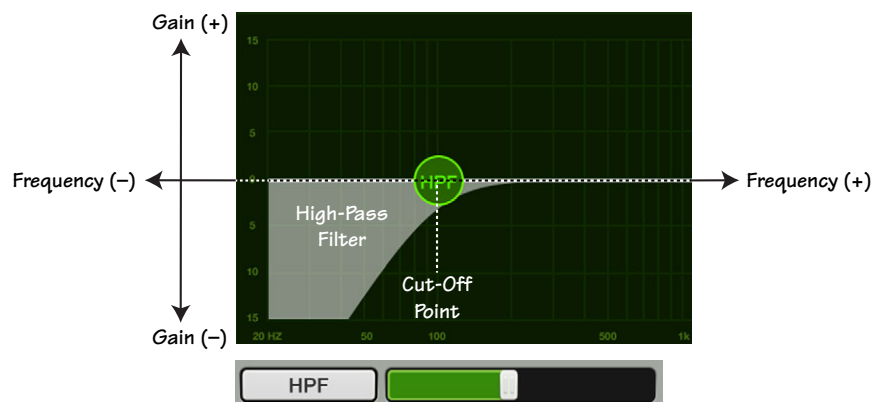 Gain (+)
15
10
5
0
Frequency (–)
HPF
Frequency (+)
High-Pass
Filter
5
10
Cut-Off
Point
15
Gain (–)
20 HZ 50 100 500 1k
HPF